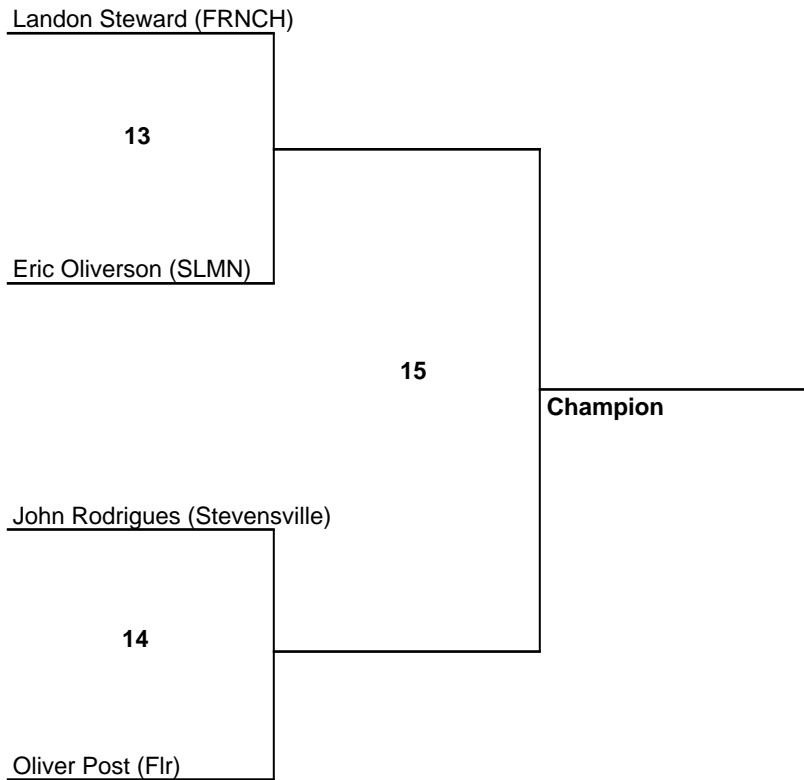 Landon Steward (FRNCH)
13
Eric Oliverson (SLMN)
15
Champion
John Rodrigues (Stevensville)
14
Oliver Post (Flr)